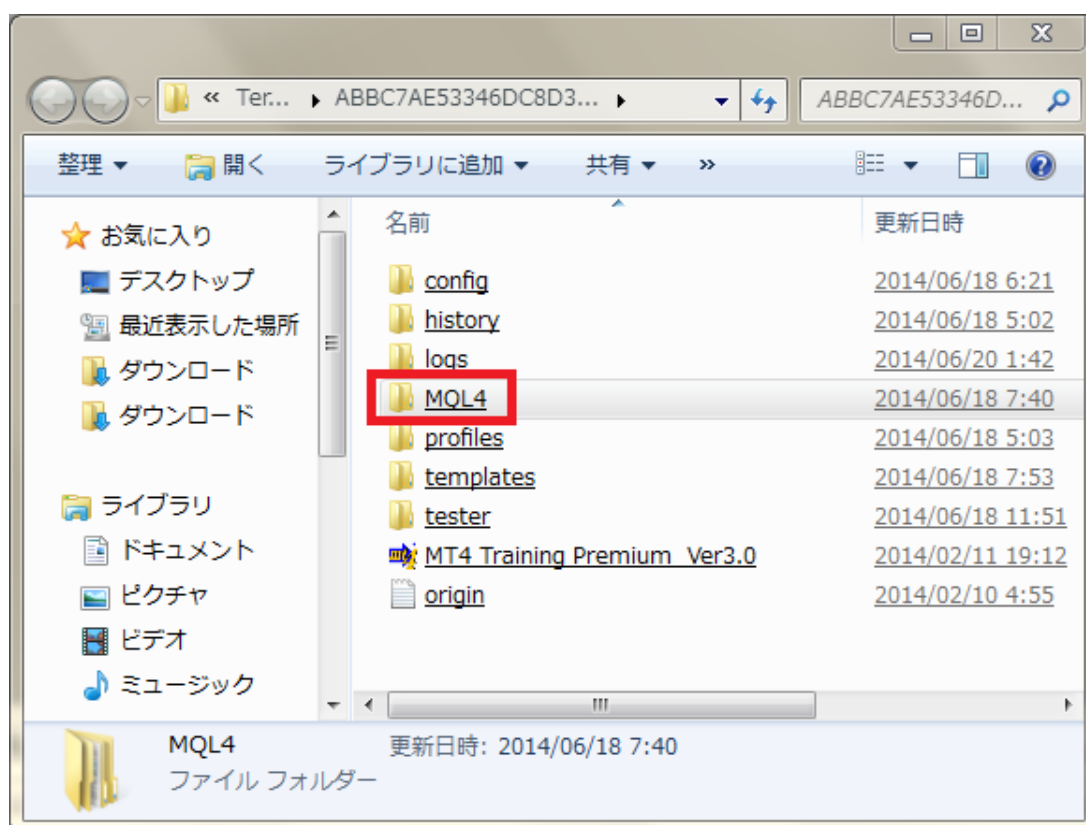 Ter... ABBC7AE53346DC8D3... ABBC7AE53346D...
整理 開く ライブラリに追加 共有 »
お気に入り
デスクトップ
最近表示した場所
ダウンロード
ダウンロード
ライブラリ
ドキュメント
ピクチャ
ビデオ
ミュージック
名前 更新日時
config 2014/06/18 6:21
history 2014/06/18 5:02
logs 2014/06/20 1:42
MQL4 2014/06/18 7:40
profiles 2014/06/18 5:03
templates 2014/06/18 7:53
tester 2014/06/18 11:51
MT4 Training Premium Ver3.0 2014/02/11 19:12
origin 2014/02/10 4:55
MQL4 更新日時: 2014/06/18 7:40
ファイル フォルダー